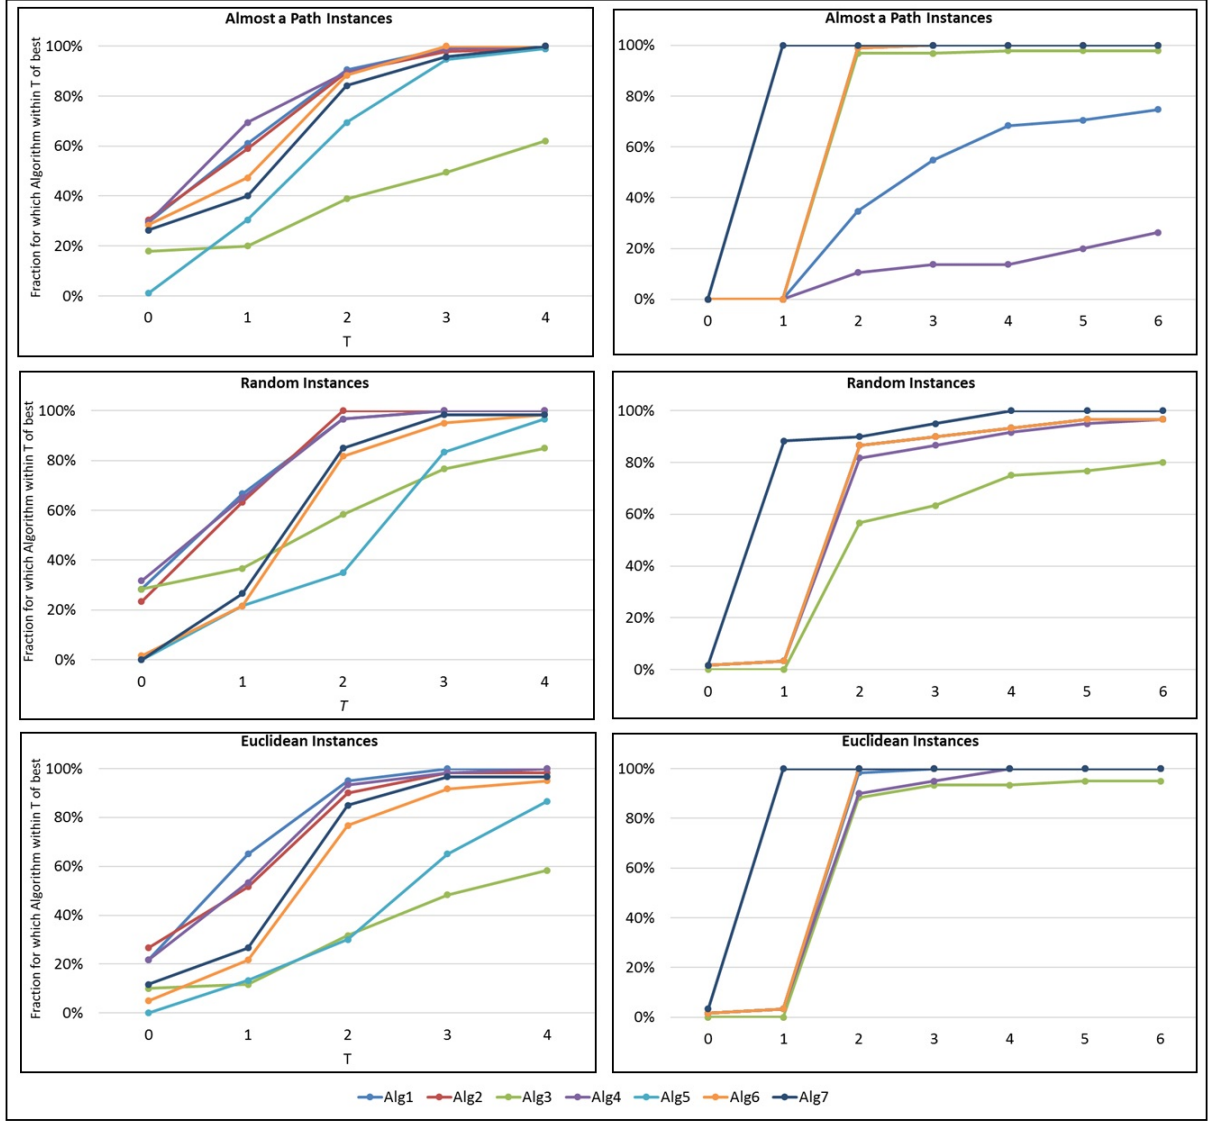 Almost a Path Instances
Fraction for which Algorithm within T of best
100%
80%
60%
40%
20%
0%
0 1 2 3 4
T
Almost a Path Instances
100%
80%
60%
40%
20%
0%
0 1 2 3 4 5 6
Random Instances
Fraction for which Algorithm within T of best
100%
80%
60%
40%
20%
0%
0 1 2 3 4
T
Random Instances
100%
80%
60%
40%
20%
0%
0 1 2 3 4 5 6
Euclidean Instances
Fraction for which Algorithm within T of best
100%
80%
60%
40%
20%
0%
0 1 2 3 4
T
Euclidean Instances
100%
80%
60%
40%
20%
0%
0 1 2 3 4 5 6
Alg1 Alg2 Alg3 Alg4 Alg5 Alg6 Alg7